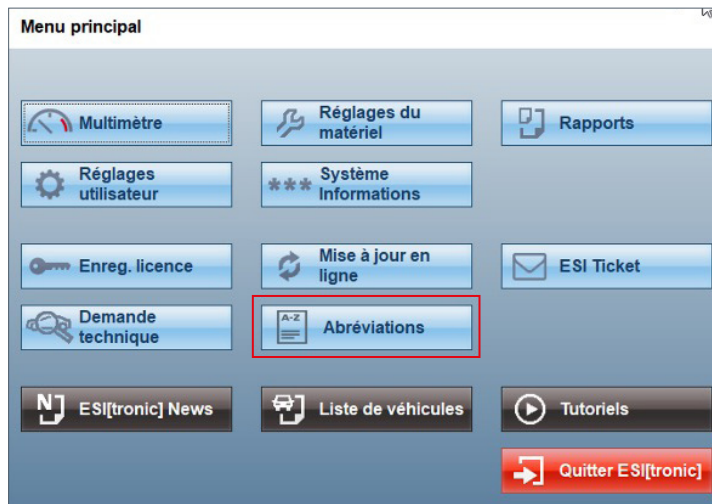 Menu principal
Multimètre
Réglages du
matériel
Rapports
Réglages
utilisateur
***
Système
Informations
Enreg. licence
Mise à jour en
ligne
ESI Ticket
Demande
technique
A-Z
Abréviations
N
ESI[tronic] News
Liste de véhicules
Tutoriels
Quitter ESI[tronic]